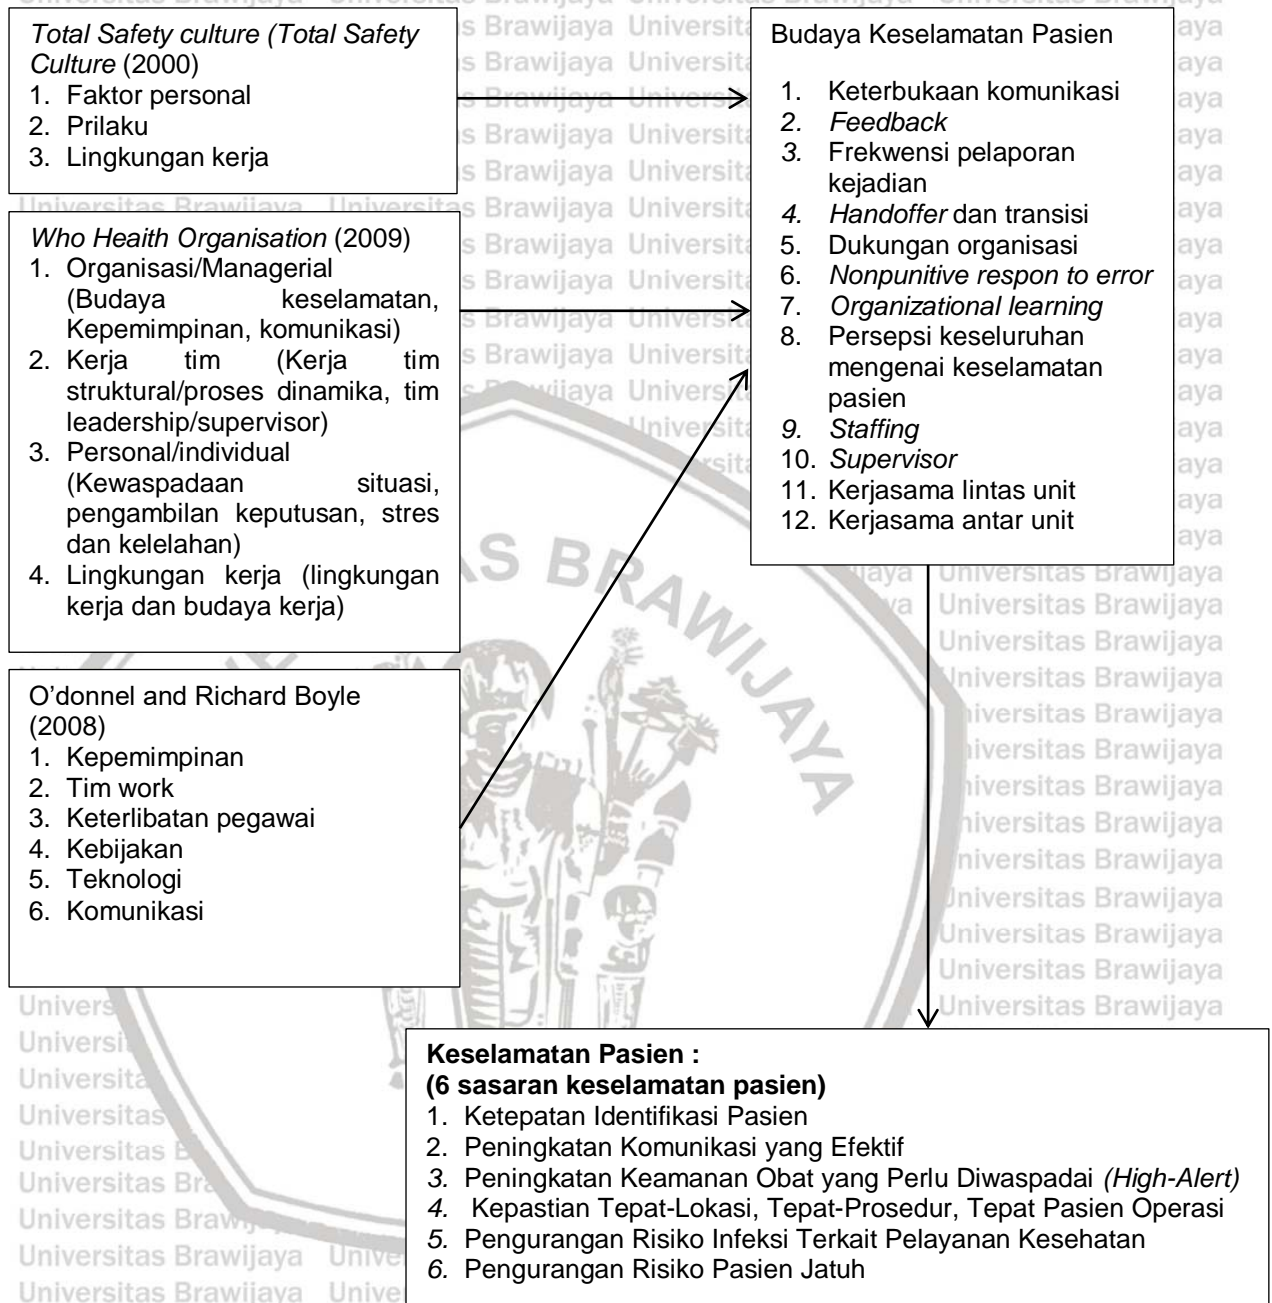 Total Safety culture (Total Safety
Culture (2000)
1. Faktor personal
2. Prilaku
3. Lingkungan kerja
Who Health Organisation (2009)
1. Organisasi/Managerial
(Budaya keselamatan,
Kepemimpinan, komunikasi)
2. Kerja tim (Kerja tim
struktural/proses dinamika, tim
leadership/supervisor)
3. Personal/individual
(Kewaspadaan situasi,
pengambilan keputusan, stres
dan kelelahan)
4. Lingkungan kerja (lingkungan
kerja dan budaya kerja)
O'donnel and Richard Boyle
(2008)
1. Kepemimpinan
2. Tim work
3. Keterlibatan pegawai
4. Kebijakan
5. Teknologi
6. Komunikasi
Budaya Keselamatan Pasien
1. Keterbukaan komunikasi
2. Feedback
3. Frekwensi pelaporan
kejadian
4. Handoffer dan transisi
5. Dukungan organisasi
6. Nonpunitive respon to error
7. Organizational learning
8. Persepsi keseluruhan
mengenai keselamatan
pasien
9. Staffing
10. Supervisor
11. Kerjasama lintas unit
12. Kerjasama antar unit
Keselamatan Pasien :
(6 sasaran keselamatan pasien)
1. Ketepatan Identifikasi Pasien
2. Peningkatan Komunikasi yang Efektif
3. Peningkatan Keamanan Obat yang Perlu Diwaspadai (High-Alert)
4. Kepastian Tepat-Lokasi, Tepat-Prosedur, Tepat Pasien Operasi
5. Pengurangan Risiko Infeksi Terkait Pelayanan Kesehatan
6. Pengurangan Risiko Pasien Jatuh